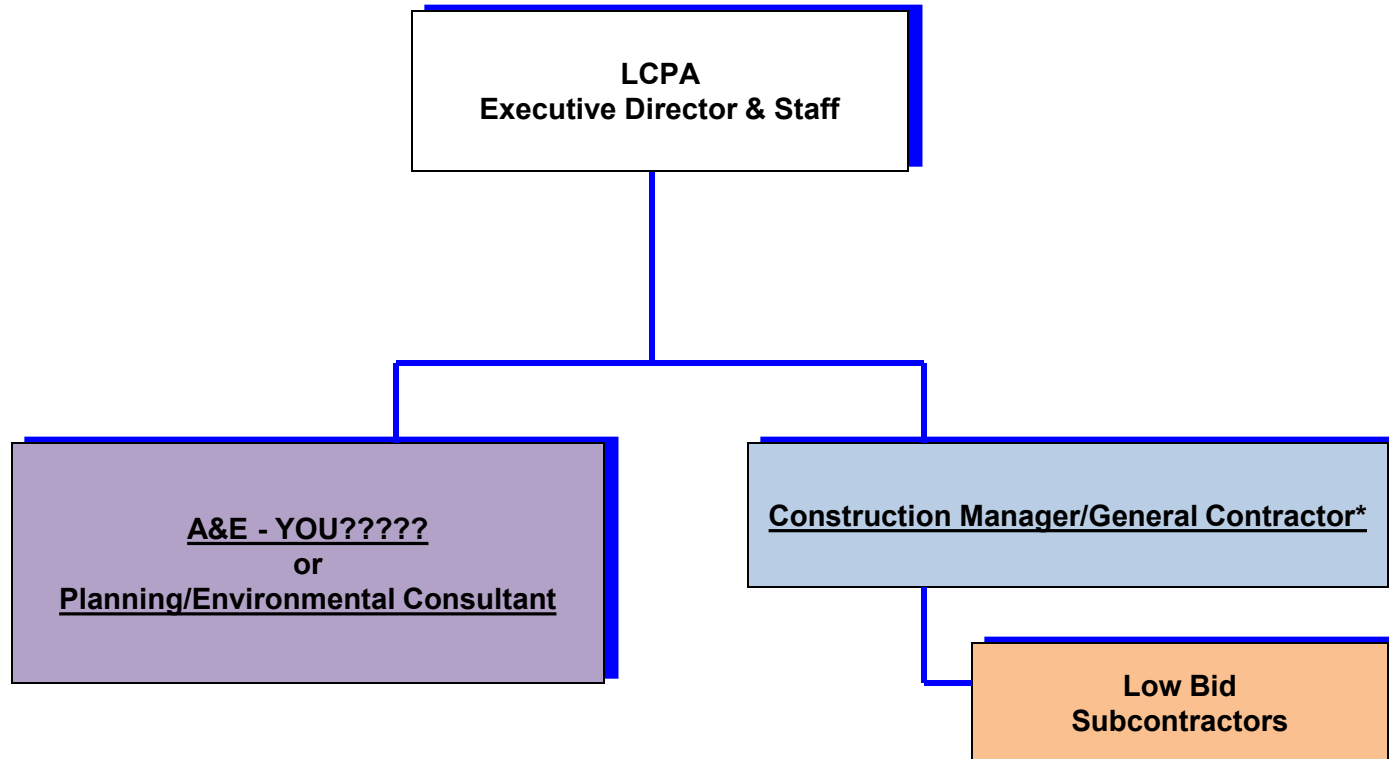 LCPA
Executive Director & Staff
A&E - YOU?????
or
Planning/Environmental Consultant
Construction Manager/General Contractor*
Low Bid
Subcontractors